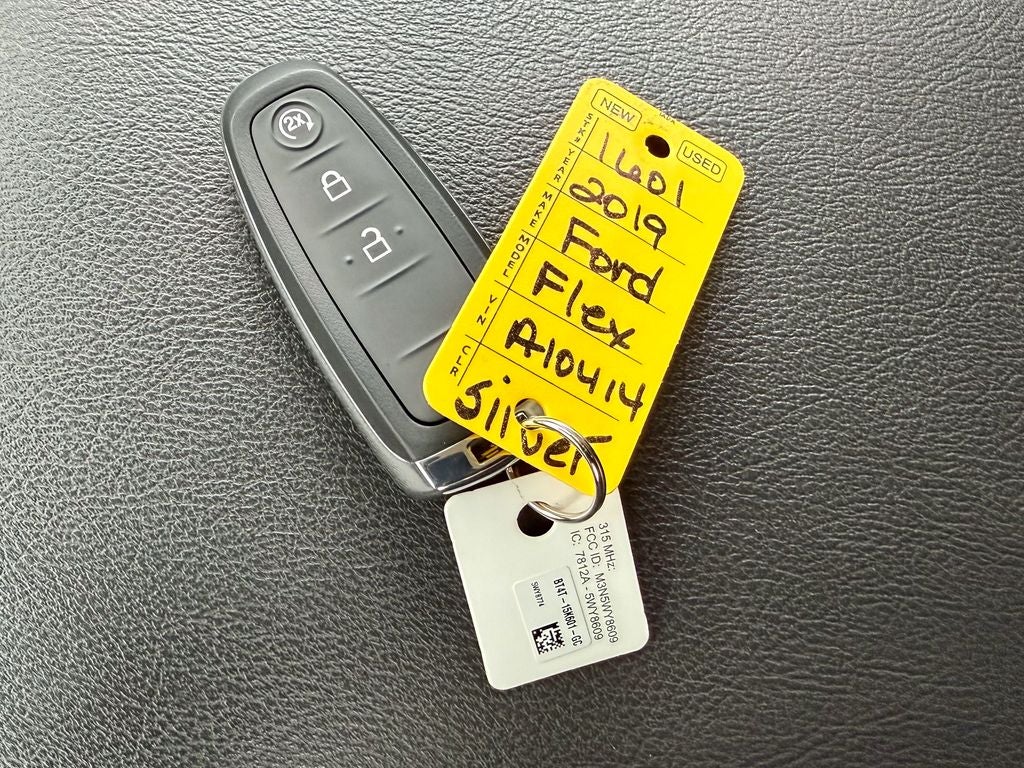 2X
NEW
USED
STK# 1601
YEAR 2019
MAKE Ford
MODEL Flex
VIN A10414
CLR Silver
315 MHz:
FCC ID: M3N5WY8609
IC: 7812A - 5WY8609
BT4T-15K601-GC